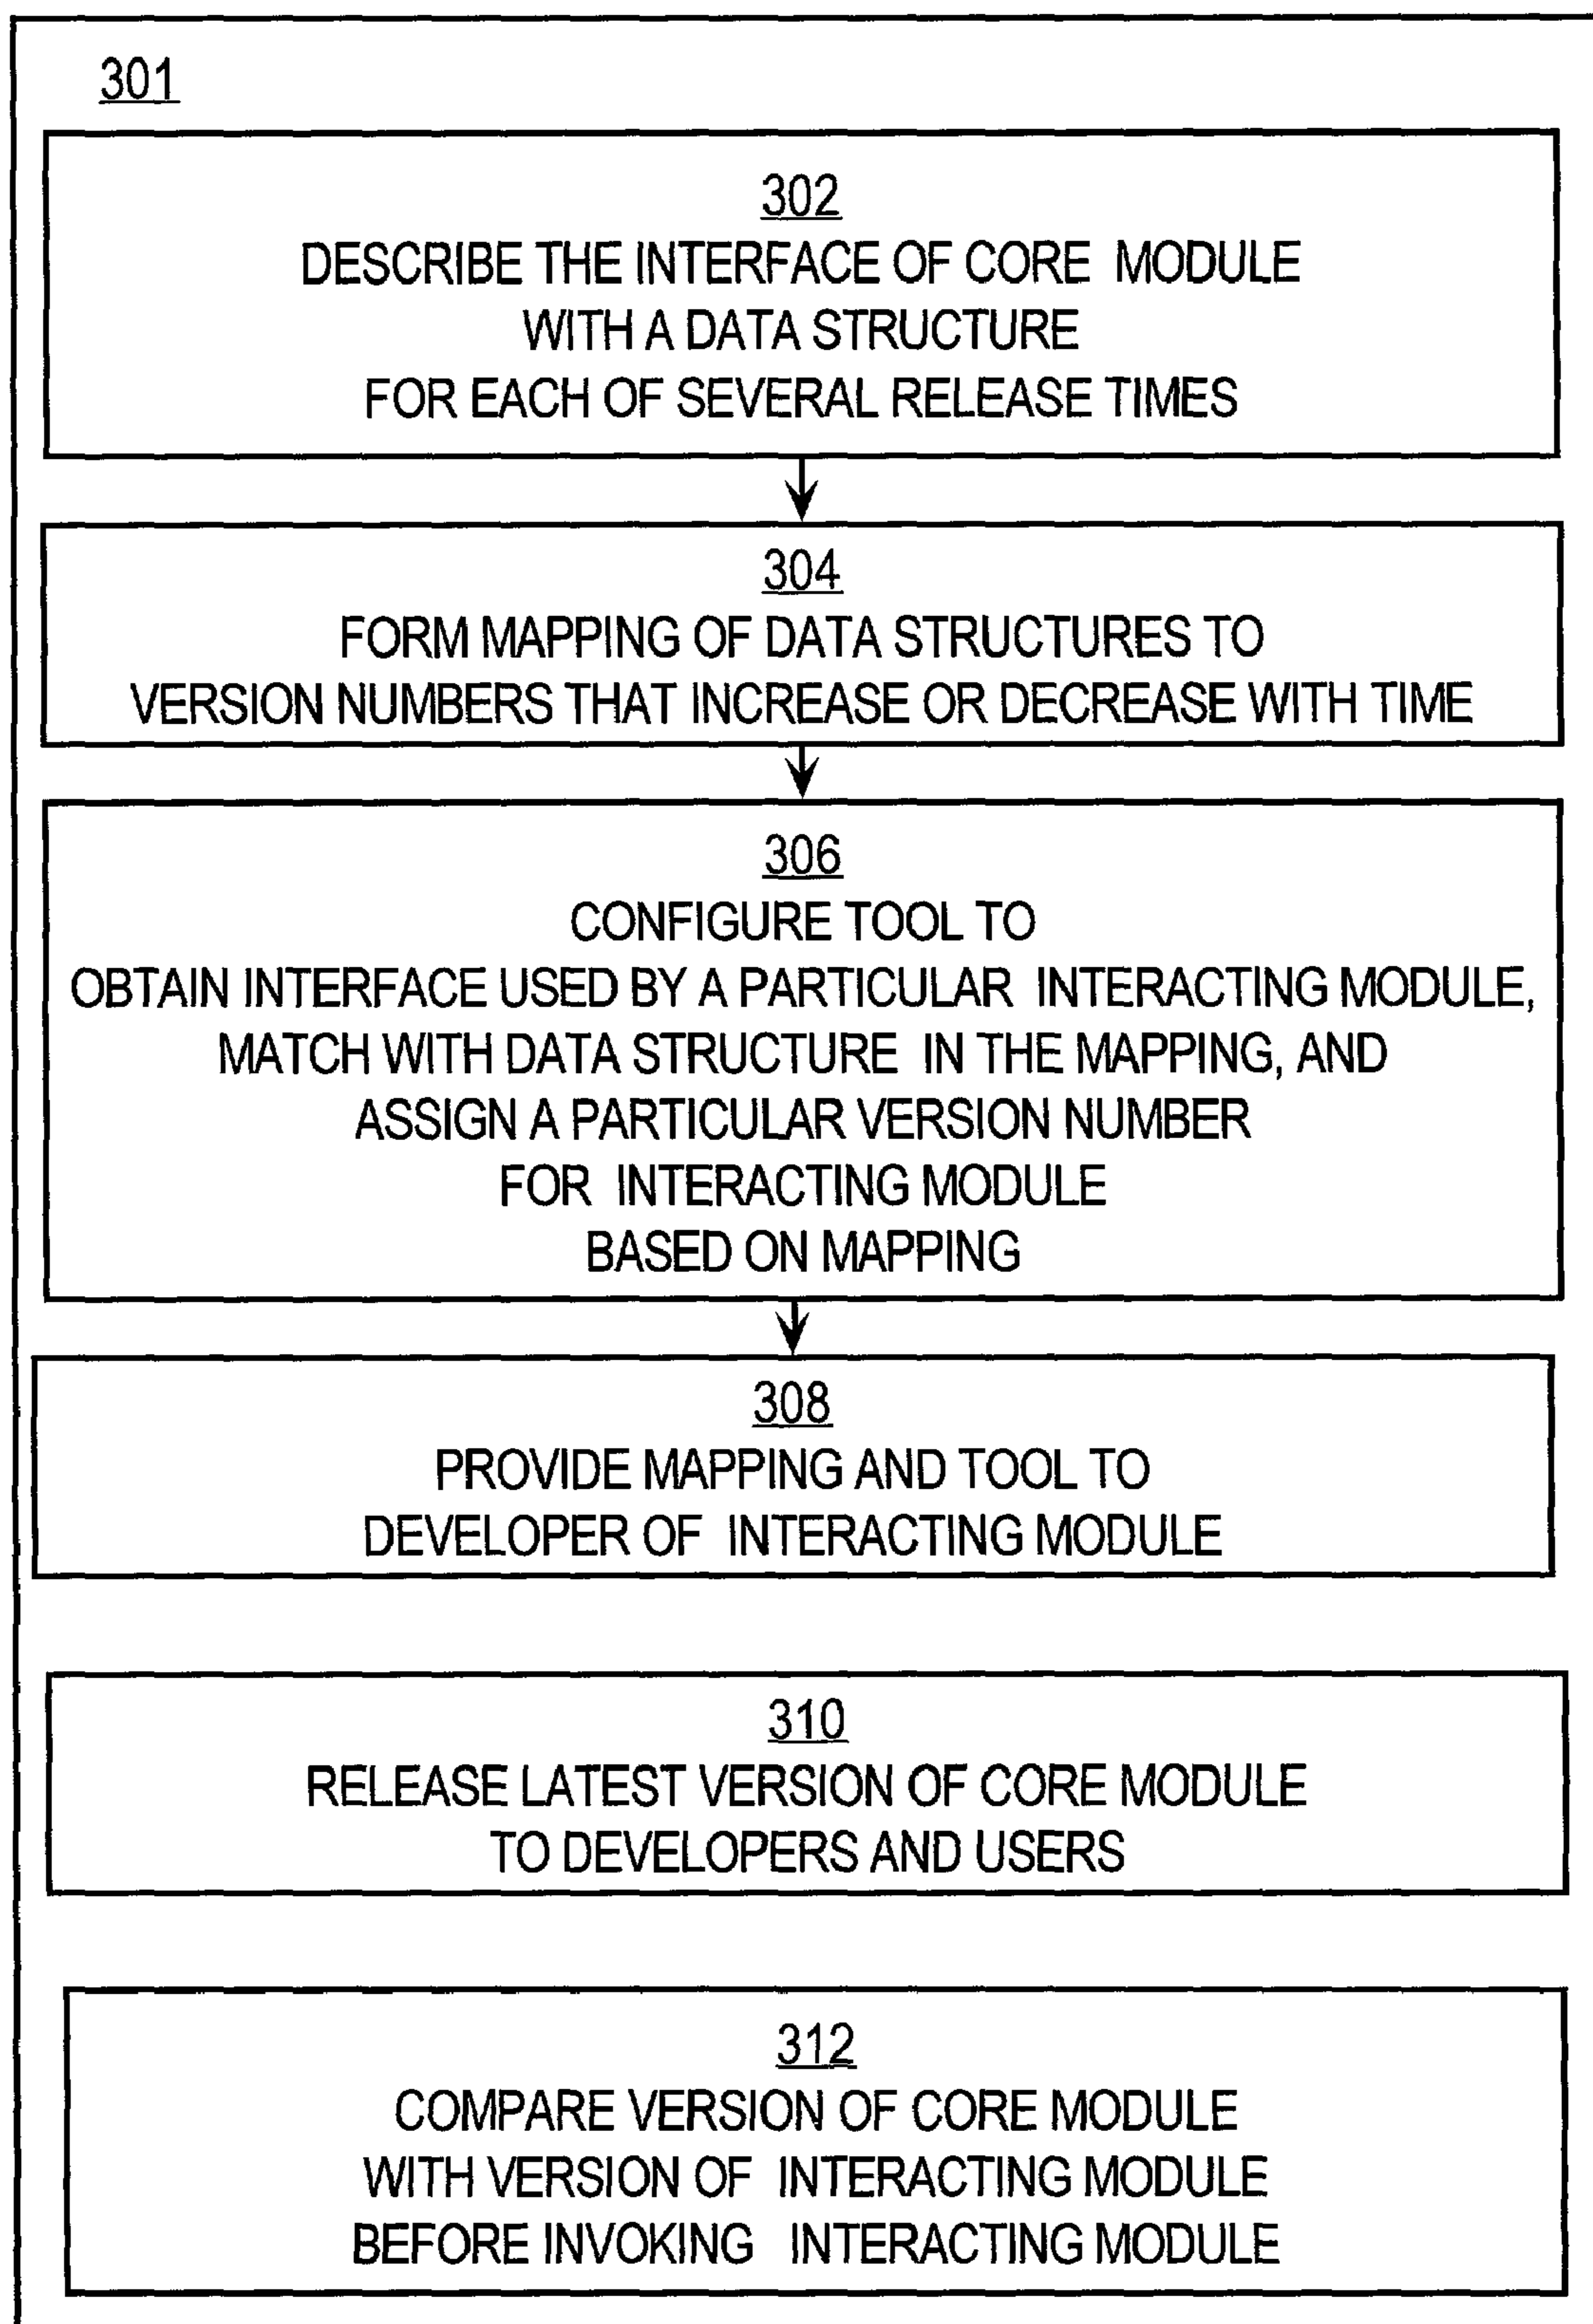 301
302
DESCRIBE THE INTERFACE OF CORE MODULE
WITH A DATA STRUCTURE
FOR EACH OF SEVERAL RELEASE TIMES
304
FORM MAPPING OF DATA STRUCTURES TO
VERSION NUMBERS THAT INCREASE OR DECREASE WITH TIME
306
CONFIGURE TOOL TO
OBTAIN INTERFACE USED BY A PARTICULAR INTERACTING MODULE,
MATCH WITH DATA STRUCTURE IN THE MAPPING, AND
ASSIGN A PARTICULAR VERSION NUMBER
FOR INTERACTING MODULE
BASED ON MAPPING
308
PROVIDE MAPPING AND TOOL TO
DEVELOPER OF INTERACTING MODULE
310
RELEASE LATEST VERSION OF CORE MODULE
TO DEVELOPERS AND USERS
312
COMPARE VERSION OF CORE MODULE
WITH VERSION OF INTERACTING MODULE
BEFORE INVOKING INTERACTING MODULE